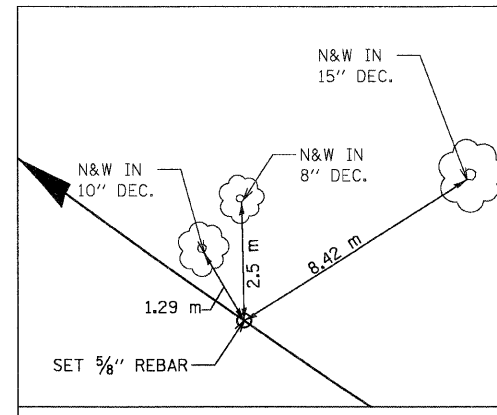 N&W IN
15" DEC.
N&W IN
10" DEC.
N&W IN
8" DEC.
8.42 m
2.5 m
1.29 m
SET 5/8" REBAR